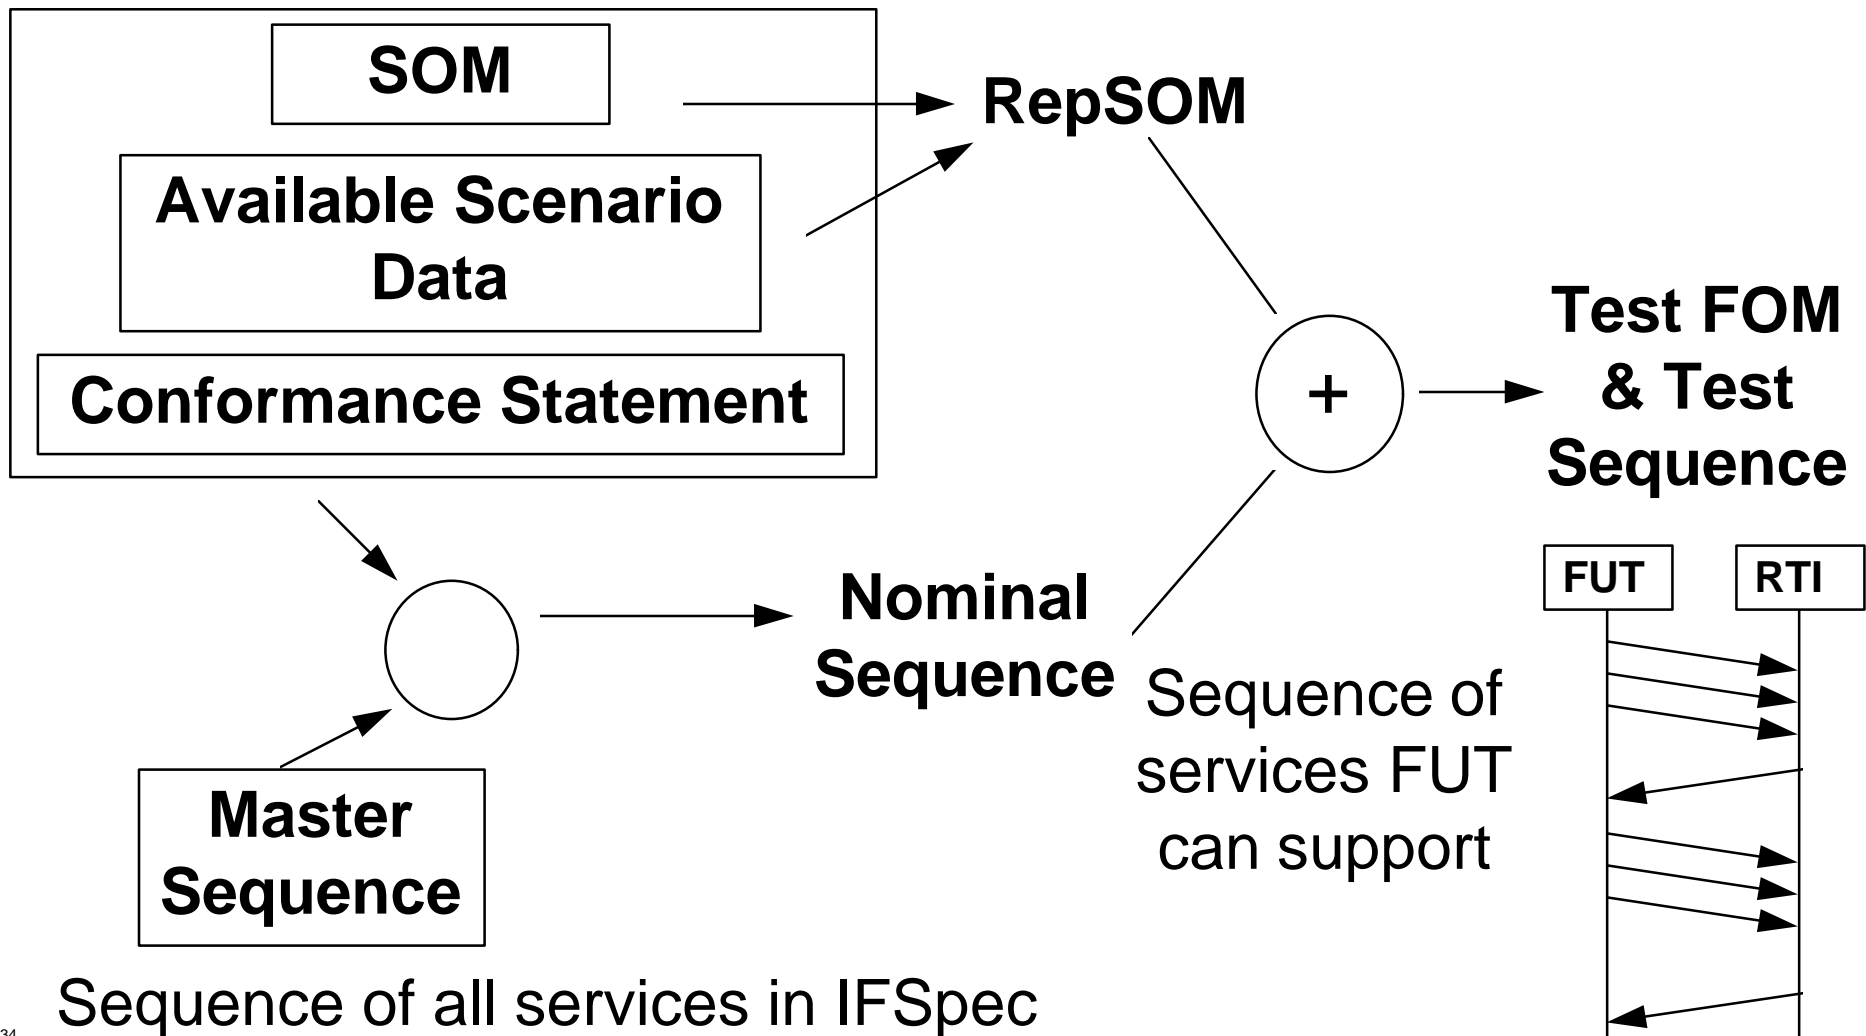 SOM
RepSOM
Available Scenario
Data
Conformance Statement
+
Test FOM
& Test
Sequence
Nominal
Sequence
Sequence of
services FUT
can support
FUT
RTI
Master
Sequence
Sequence of all services in IFSpec
34